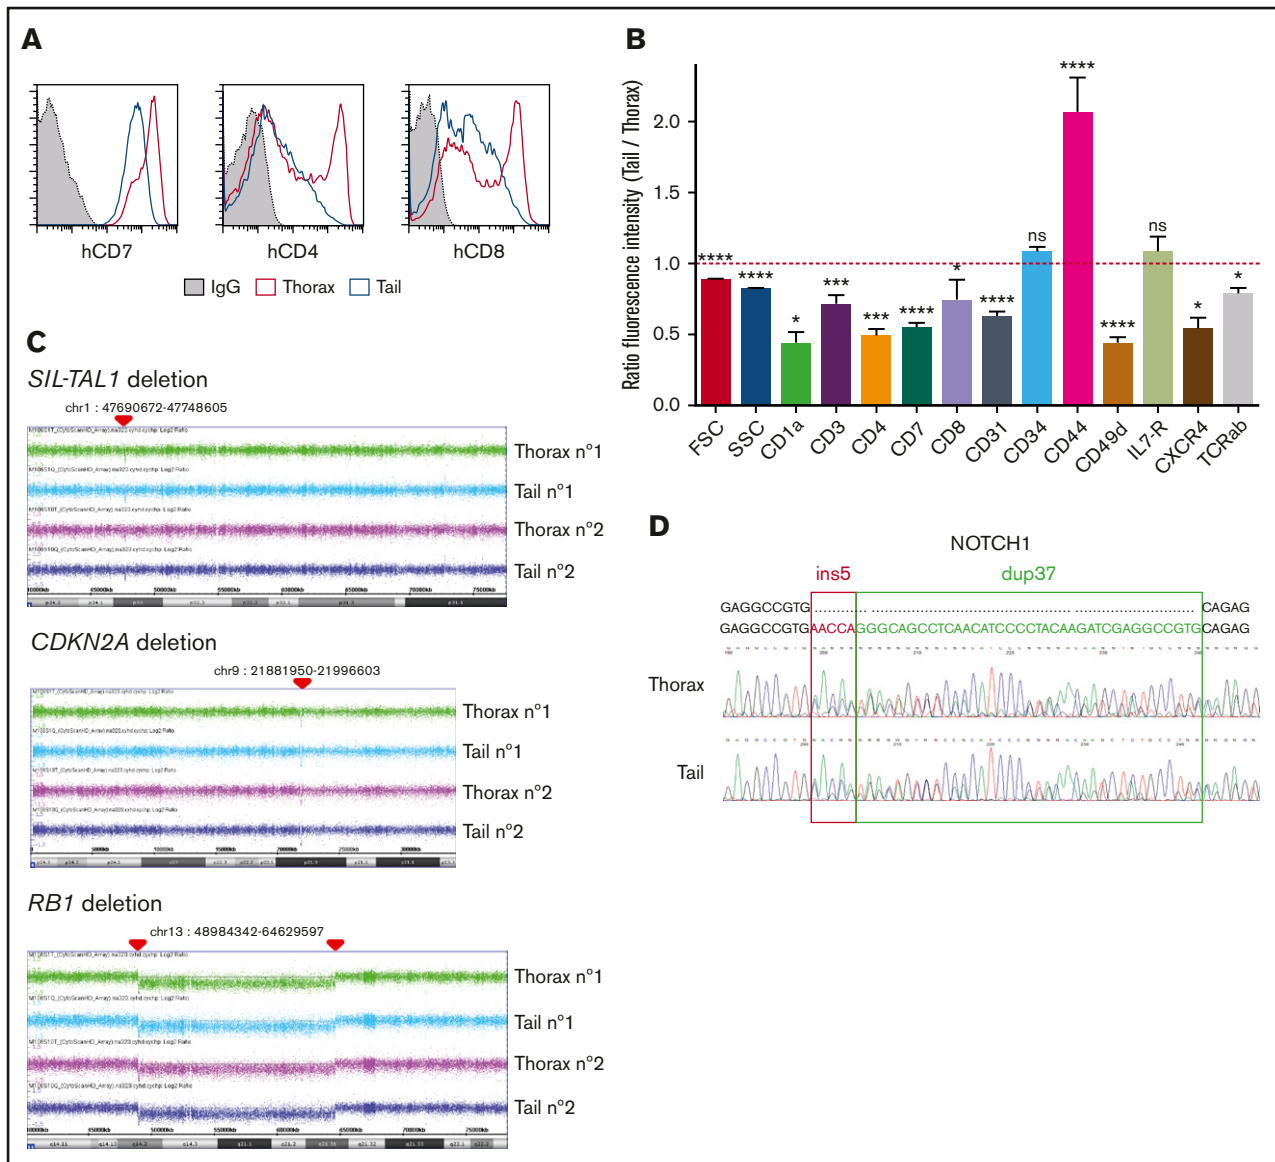 A
hCD7
hCD4
hCD8
IgG
Thorax
Tail
B
Ratio fluorescence intensity (Tail / Thorax)
2.0
1.5
1.0
0.5
0.0
****
****
*
***
***
****
*
****
ns
****
****
ns
*
*
FSC
SSC
CD1a
CD3
CD4
CD7
CD8
CD31
CD34
CD44
CD49d
IL7-R
CXCR4
TCRab
C
SIL-TAL1 deletion
chr1 : 47690672-47748605
Thorax n°1
Tail n°1
Thorax n°2
Tail n°2
CDKN2A deletion
chr9 : 21881950-21996603
Thorax n°1
Tail n°1
Thorax n°2
Tail n°2
RB1 deletion
chr13 : 48984342-64629597
Thorax n°1
Tail n°1
Thorax n°2
Tail n°2
D
NOTCH1
ins5
dup37
GAGGCCGTG CAGAG
GAGGCCGTGAACCAGGGCAGCCTCAACATCCCCTACAAGATCGAGGCCGTGCAGAG
Thorax
Tail